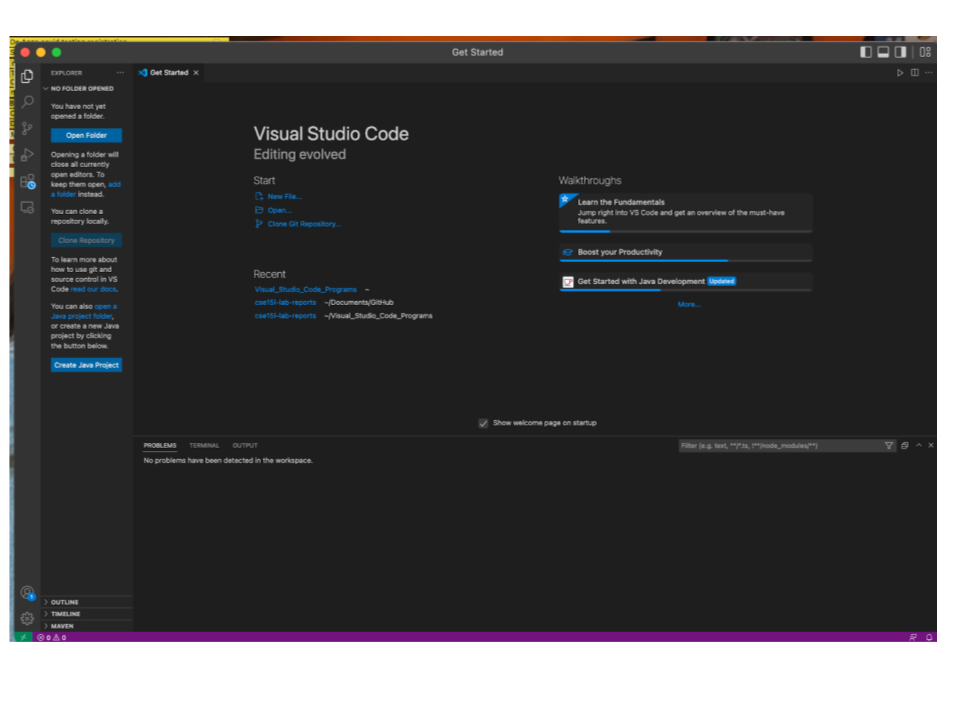 Get Started
EXPLORER
Get Started
NO FOLDER OPENED
You have not yet
opened a folder.
Open Folder
Opening a folder will
close all currently
open editors. To
keep them open, add
a folder instead.
You can clone a
repository locally.
Clone Repository
To learn more about
how to use git and
source control in VS
Code read our docs.
You can also open a
Java project folder,
or create a new Java
project by clicking
the button below.
Create Java Project
OUTLINE
TIMELINE
MAVEN
Visual Studio Code
Editing evolved
Start
New File...
Open...
Clone Git Repository...
Recent
Visual_Studio_Code_Programs ~
cse15l-lab-reports ~/Documents/GitHub
cse15l-lab-reports ~/Visual_Studio_Code_Programs
Walkthroughs
Learn the Fundamentals
Jump right into VS Code and get an overview of the must-have
features.
Boost your Productivity
Get Started with Java Development Updated
More...
Show welcome page on startup
PROBLEMS TERMINAL OUTPUT
Filter (e.g. text, **/*.ts, !**/node_modules/**)
No problems have been detected in the workspace.
1
0 0